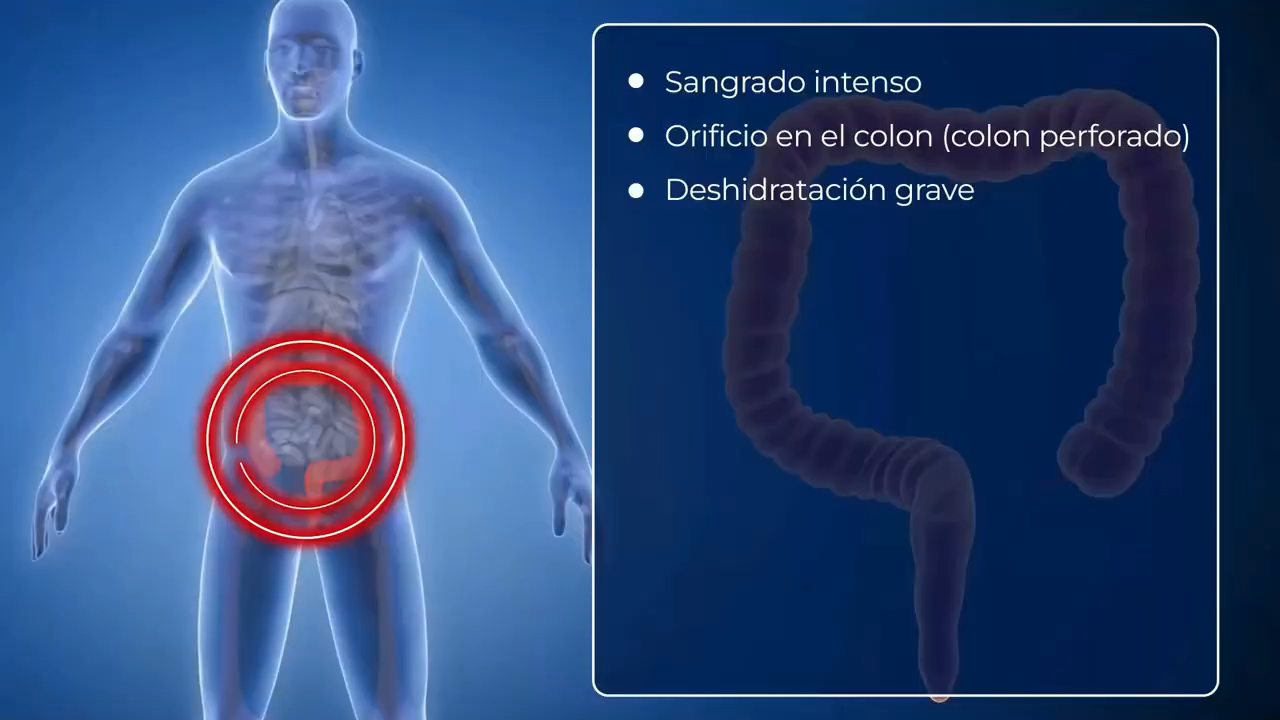 Sangrado intenso
Orificio en el colon (colon perforado)
Deshidratación grave